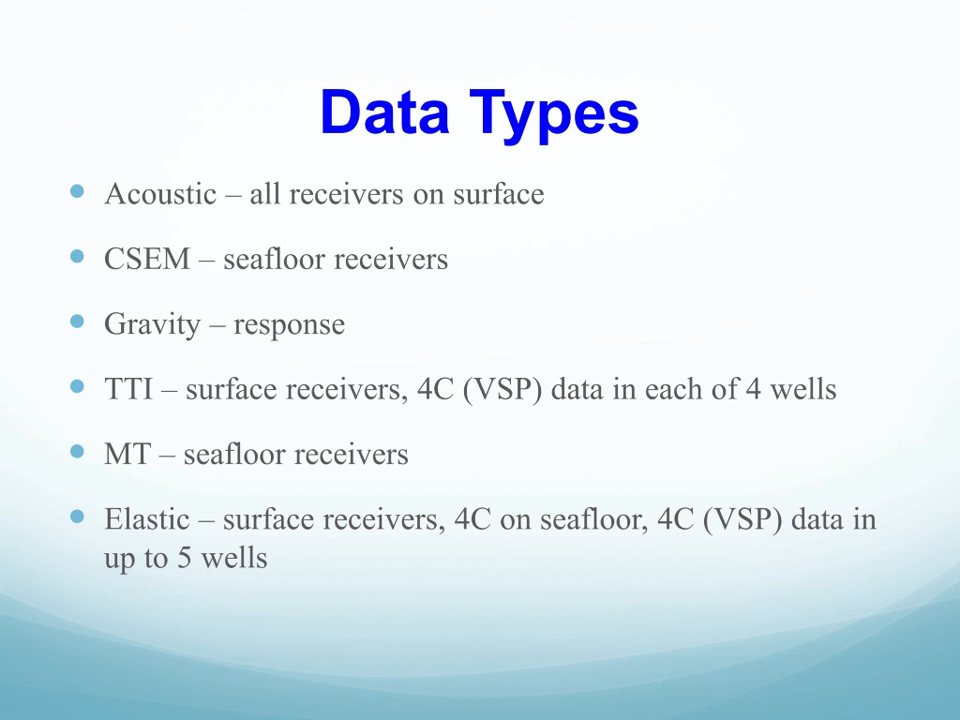 Data Types
Acoustic – all receivers on surface
CSEM – seafloor receivers
Gravity – response
TTI – surface receivers, 4C (VSP) data in each of 4 wells
MT – seafloor receivers
Elastic – surface receivers, 4C on seafloor, 4C (VSP) data in
up to 5 wells